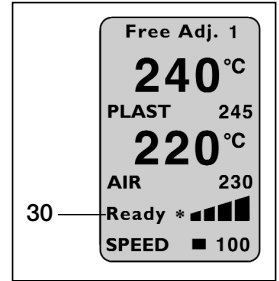 Free Adj. 1
240°C
PLAST 245
220°C
AIR 230
30 Ready *
SPEED 100